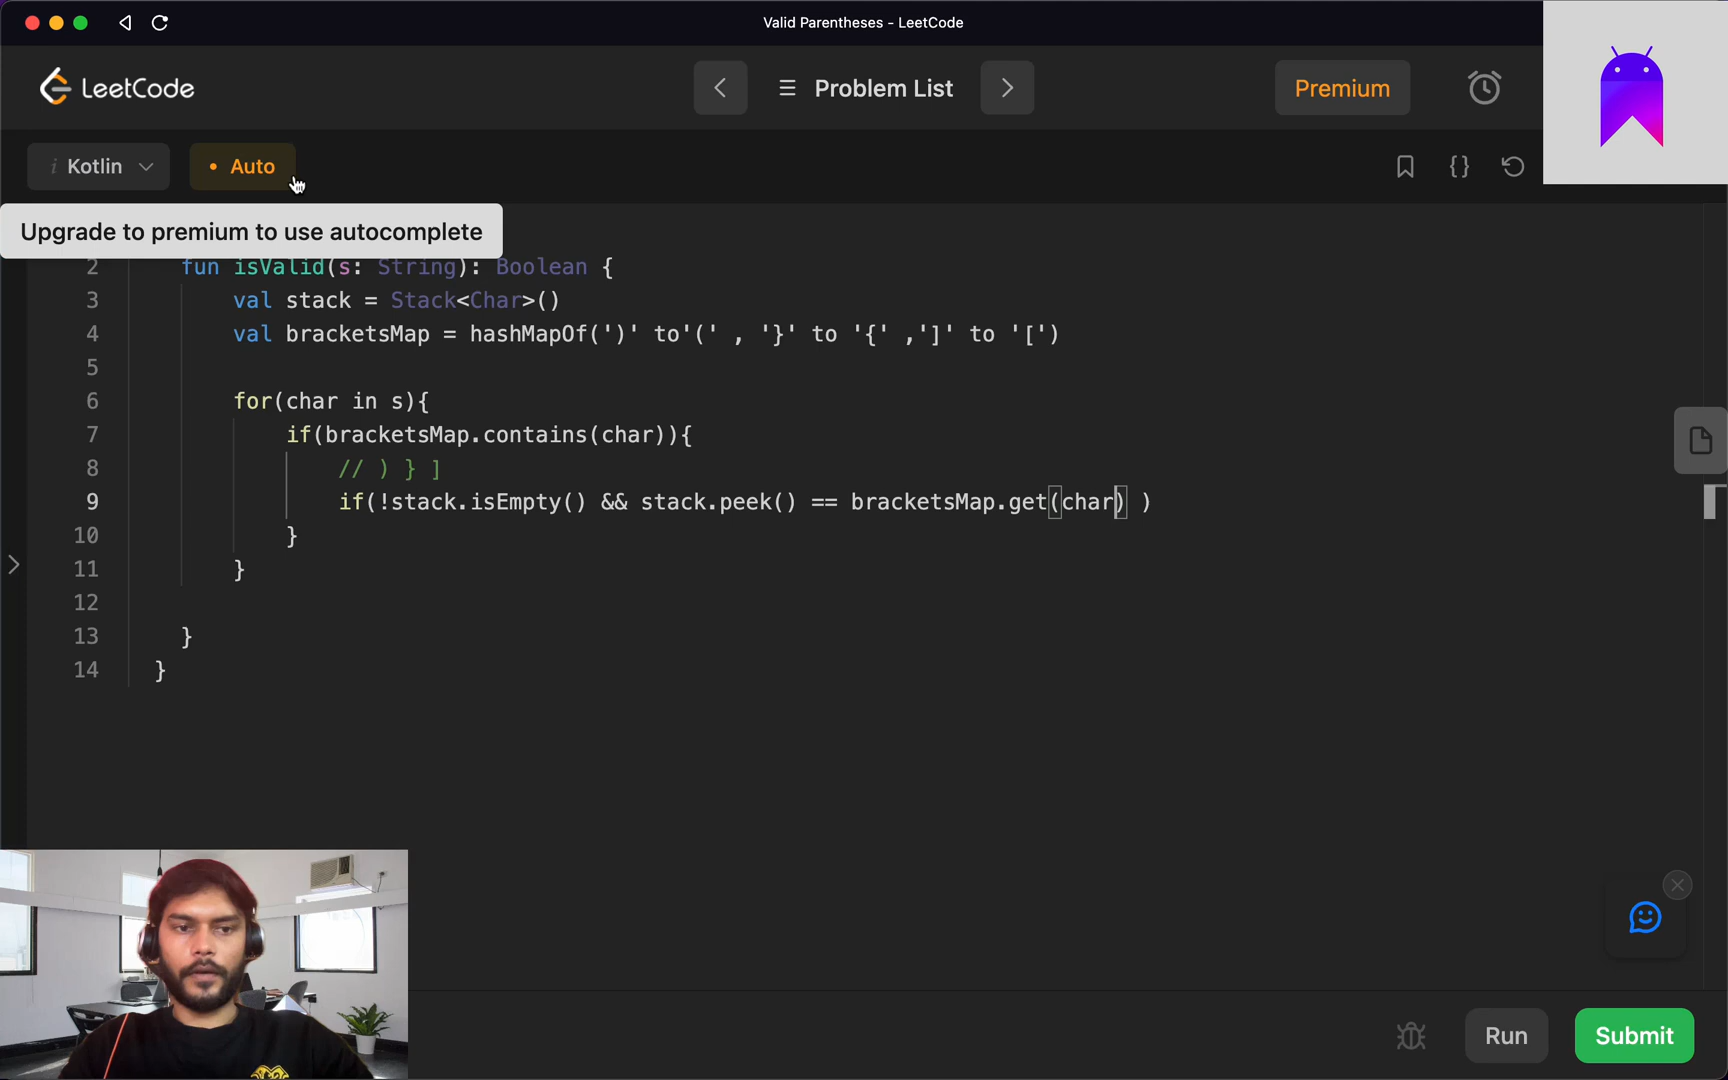 Valid Parentheses - LeetCode
LeetCode
Problem List
Premium
i Kotlin
• Auto
Upgrade to premium to use autocomplete
2 fun isValid(s: String): Boolean {
3 val stack = Stack<Char>()
4 val bracketsMap = hashMapOf(')' to'(' , '}' to '{' ,']' to '[')
5
6 for(char in s){
7 if(bracketsMap.contains(char)){
8 // ) } ]
9 if(!stack.isEmpty() && stack.peek() == bracketsMap.get(char) )
10 }
11 }
12
13 }
14 }
Run
Submit